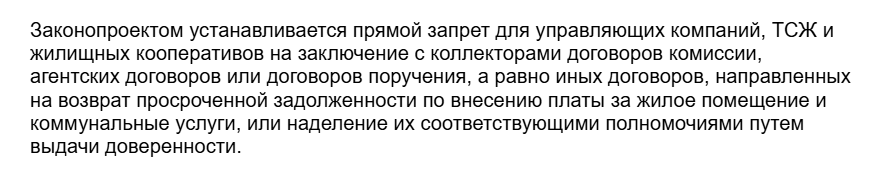 Законопроектом устанавливается прямой запрет для управляющих компаний, ТСЖ и
жилищных кооперативов на заключение с коллекторами договоров комиссии,
агентских договоров или договоров поручения, а равно иных договоров, направленных
на возврат просроченной задолженности по внесению платы за жилое помещение и
коммунальные услуги, или наделение их соответствующими полномочиями путем
выдачи доверенности.